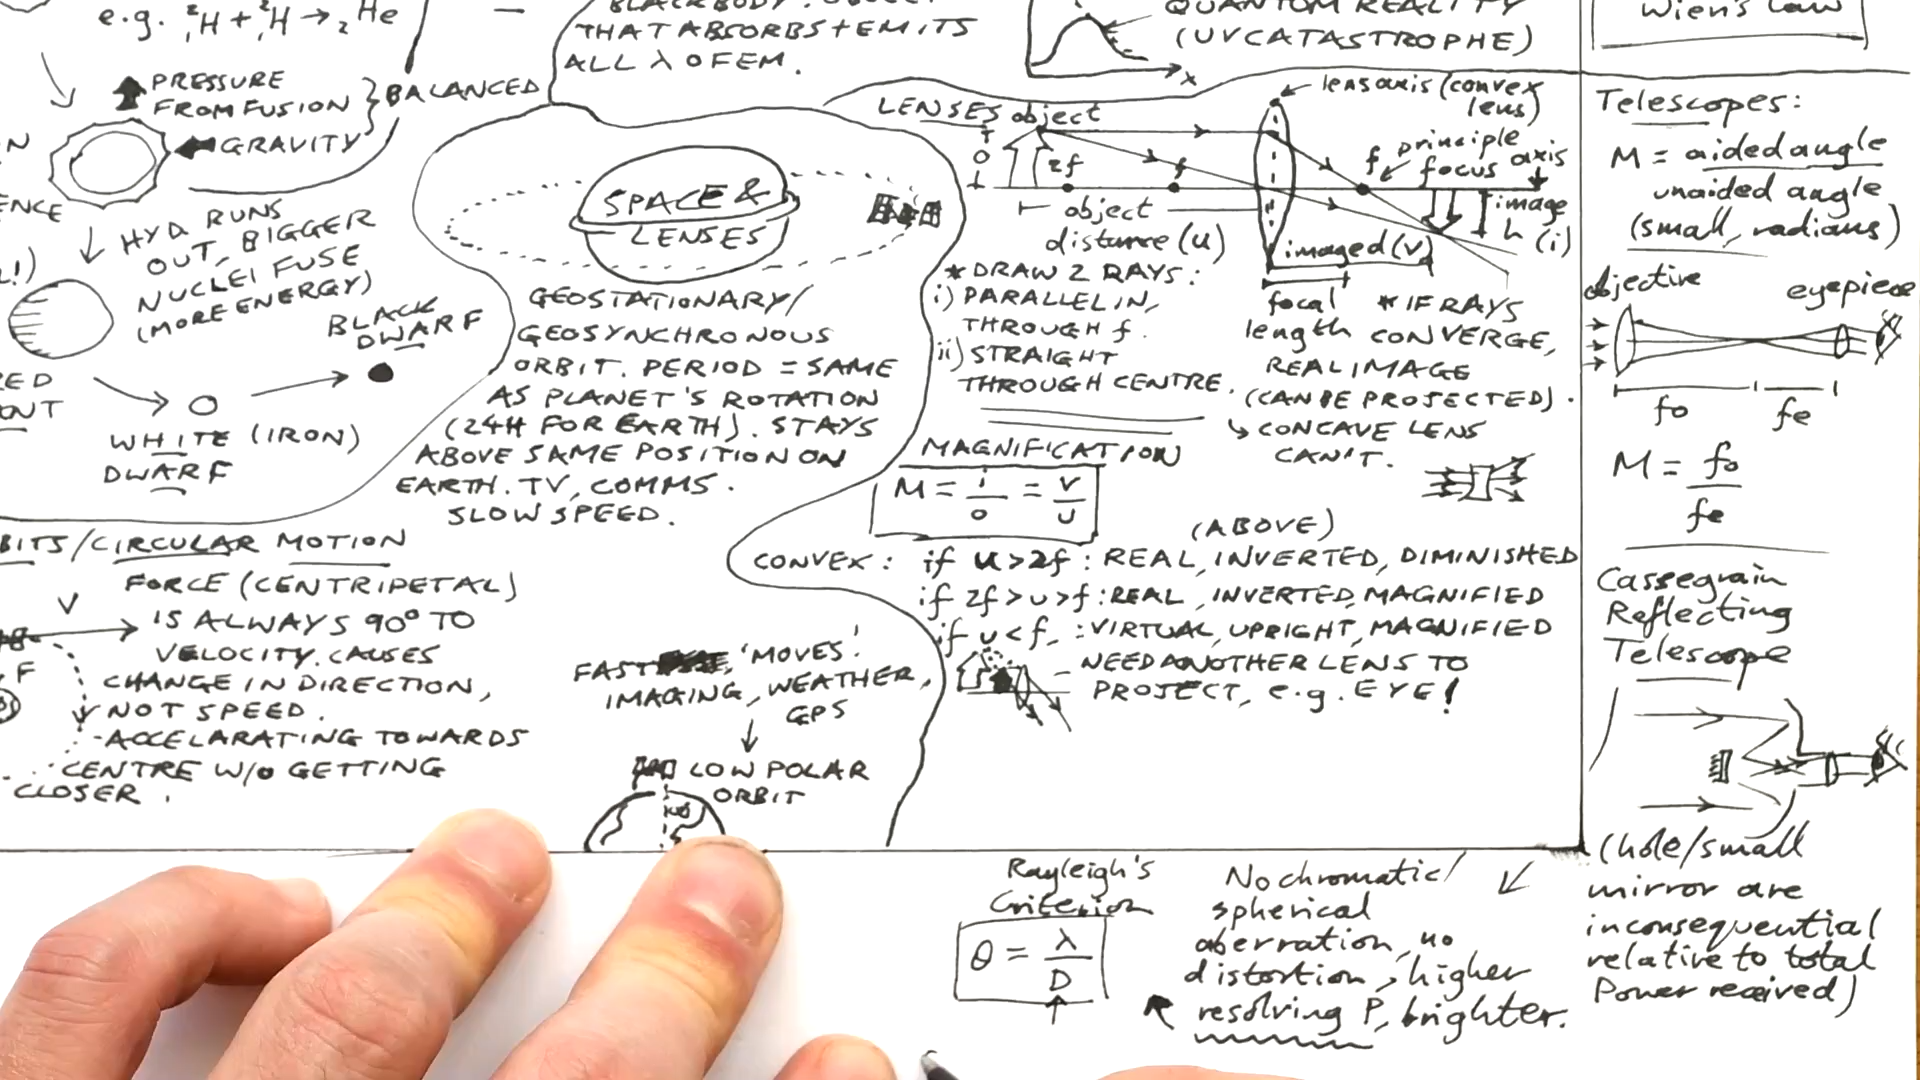 e.g. ²₁H + ²₁H → ₂He
PRESSURE
FROM FUSION
BALANCED
GRAVITY
HYD. RUNS
OUT, BIGGER
NUCLEI FUSE
(MORE ENERGY)
BLACK
DWARF
WHITE (IRON)
DWARF
THAT ABSORBS + EMITS
ALL λ OF EM.
QUANTUM REALITY
(UV CATASTROPHE)
x
Wien's Law
SPACE &
LENSES
GEOSTATIONARY/
GEOSYNCHRONOUS
ORBIT. PERIOD = SAME
AS PLANET'S ROTATION
(24H FOR EARTH). STAYS
ABOVE SAME POSITION ON
EARTH. TV, COMMS.
SLOW SPEED.
BITS/CIRCULAR MOTION
FORCE (CENTRIPETAL)
IS ALWAYS 90° TO
VELOCITY. CAUSES
CHANGE IN DIRECTION,
NOT SPEED.
ACCELARATING TOWARDS
CENTRE W/O GETTING
CLOSER.
V
F
FAST, 'MOVES'
IMAGING, WEATHER,
GPS
LOW POLAR
ORBIT
LENSES
object
lens axis (convex
lens)
o
2f
f
f
principle
focus
axis
object
distance (u)
image
h (i)
image d (v)
focal
length
* DRAW 2 RAYS:
i) PARALLEL IN,
THROUGH f.
ii) STRAIGHT
THROUGH CENTRE.
* IF RAYS
CONVERGE,
REAL IMAGE
(CAN BE PROJECTED).
↳ CONCAVE LENS
CAN'T.
MAGNIFICATION
M = i/o = v/u
(ABOVE)
CONVEX: if u > 2f : REAL, INVERTED, DIMINISHED
if 2f > u > f : REAL, INVERTED, MAGNIFIED
if u < f, : VIRTUAL, UPRIGHT, MAGNIFIED
- NEED ANOTHER LENS TO
PROJECT, e.g. EYE!
Telescopes:
M = aided angle
unaided angle
(small, radians)
objective
eyepiece
fo
fe
M = fo
fe
Cassegrain
Reflecting
Telescope
(hole/small
mirror are
inconsequential
relative to total
Power received)
Rayleigh's
Criterion
θ = λ
D
No chromatic/
spherical
aberration, no
distortion, higher
resolving P, brighter.